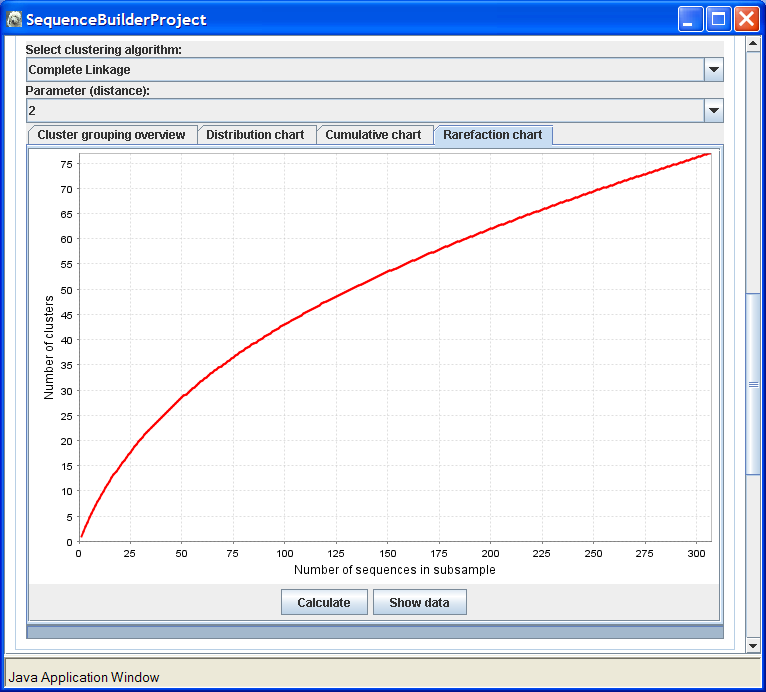 SequenceBuilderProject
Select clustering algorithm:
Complete Linkage
Parameter (distance):
2
Cluster grouping overview Distribution chart Cumulative chart Rarefaction chart
75
70
65
60
55
50
45
40
35
30
25
20
15
10
5
0
Number of clusters
0 25 50 75 100 125 150 175 200 225 250 275 300
Number of sequences in subsample
Calculate Show data
Java Application Window